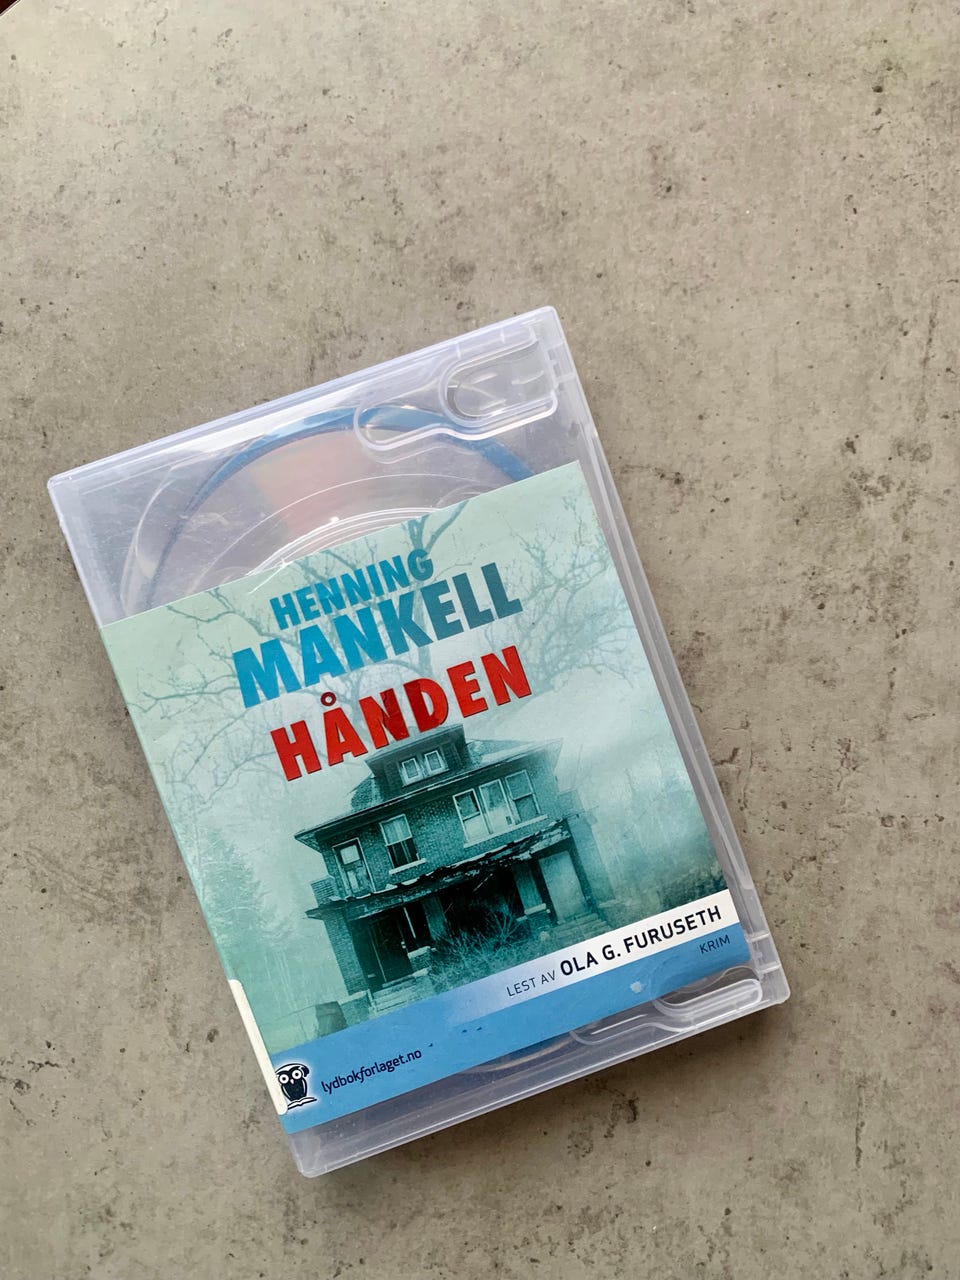 HENNING
MANKELL
HÅNDEN
LEST AV OLA G. FURUSETH
KRIM
lydbokforlaget.no